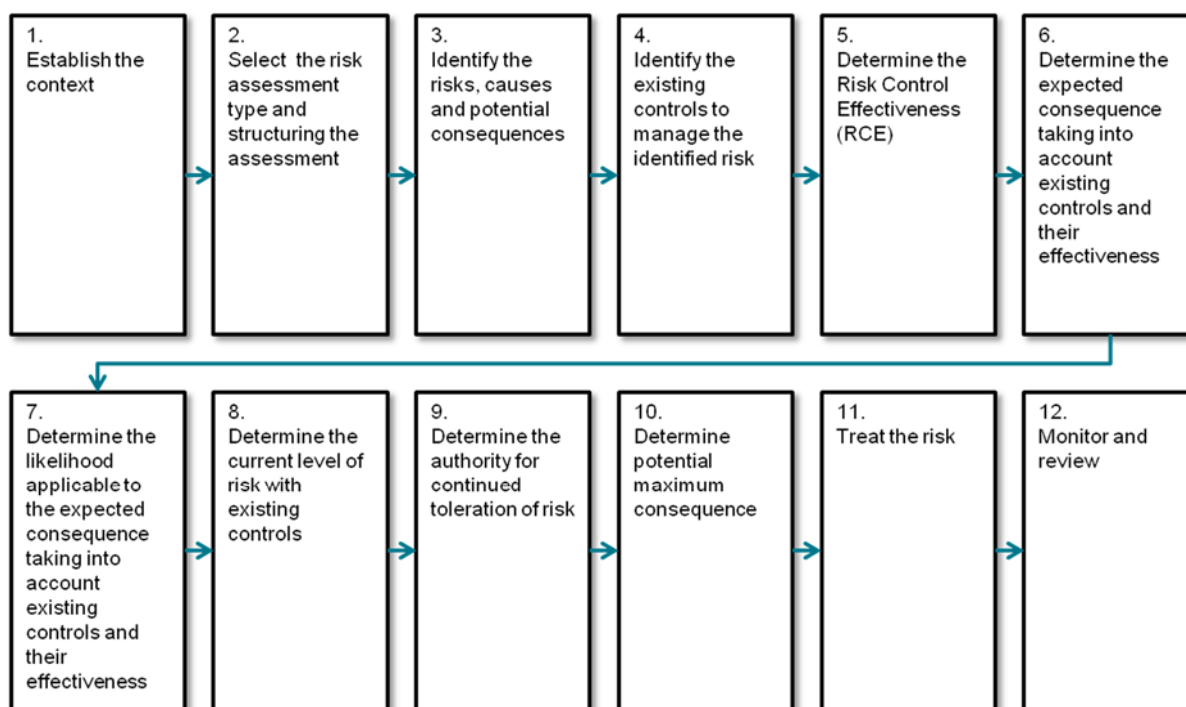 1.
Establish the
context
2.
Select the risk
assessment
type and
structuring the
assessment
3.
Identify the
risks, causes
and potential
consequences
4.
Identify the
existing
controls to
manage the
identified risk
5.
Determine the
Risk Control
Effectiveness
(RCE)
6.
Determine the
expected
consequence
taking into
account
existing
controls and
their
effectiveness
7.
Determine the
likelihood
applicable to
the expected
consequence
taking into
account
existing
controls and
their
effectiveness
8.
Determine the
current level of
risk with
existing
controls
9.
Determine the
authority for
continued
toleration of risk
10.
Determine
potential
maximum
consequence
11.
Treat the risk
12.
Monitor and
review